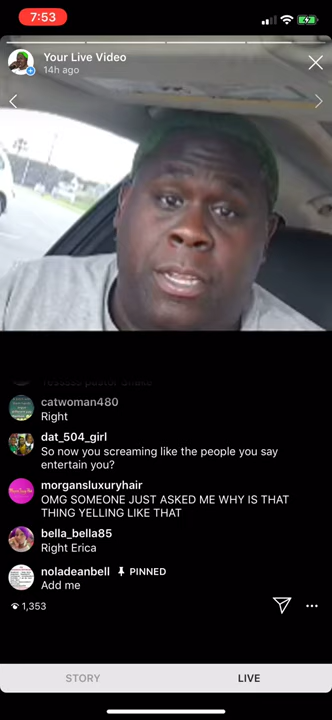 7:53
Your Live Video
14h ago
catwoman480
Right
dat_504_girl
So now you screaming like the people you say
entertain you?
morgansluxuryhair
OMG SOMEONE JUST ASKED ME WHY IS THAT
THING YELLING LIKE THAT
bella_bella85
Right Erica
noladeanbell PINNED
Add me
1,353
STORY LIVE